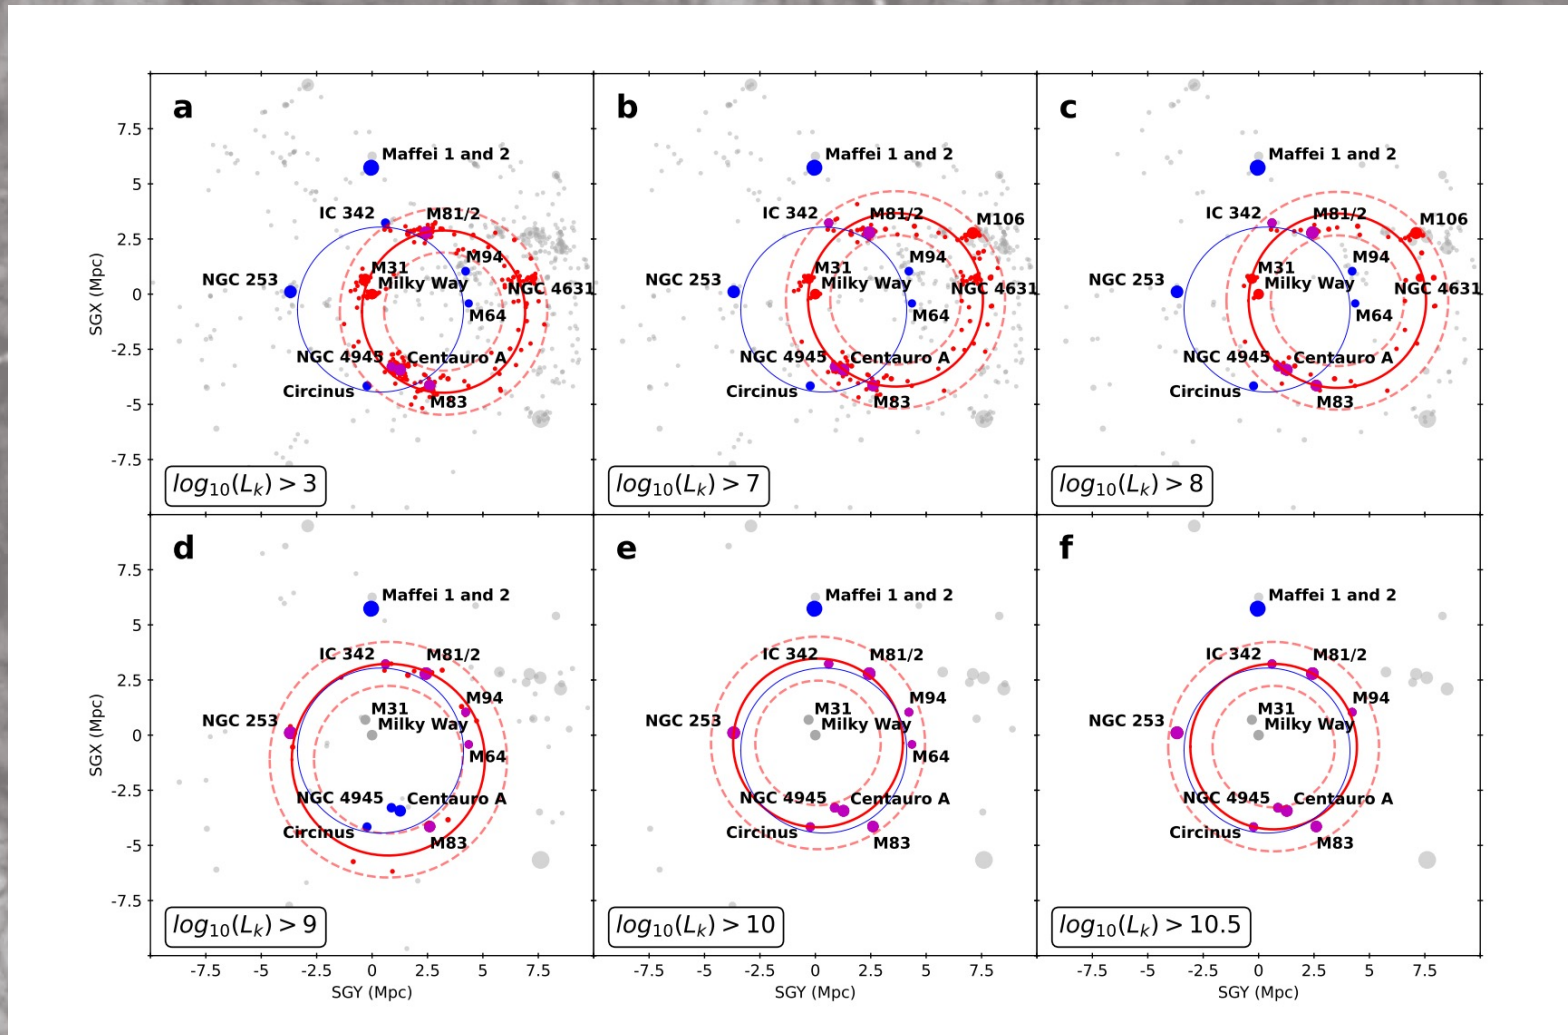 a
Maffei 1 and 2
IC 342
M81/2
M94
NGC 253
M31
Milky Way
NGC 4631
M64
NGC 4945
Centauro A
Circinus
M83
log10(Lk) > 3
7.5
5
2.5
0
-2.5
-5
-7.5
SGX (Mpc)
b
Maffei 1 and 2
IC 342
M81/2
M106
M94
NGC 253
M31
Milky Way
NGC 4631
M64
NGC 4945
Centauro A
Circinus
M83
log10(Lk) > 7
c
Maffei 1 and 2
IC 342
M81/2
M106
M94
NGC 253
M31
Milky Way
NGC 4631
M64
NGC 4945
Centauro A
Circinus
M83
log10(Lk) > 8
d
Maffei 1 and 2
IC 342
M81/2
M94
NGC 253
M31
Milky Way
M64
NGC 4945
Centauro A
Circinus
M83
log10(Lk) > 9
7.5
5
2.5
0
-2.5
-5
-7.5
SGX (Mpc)
-7.5 -5 -2.5 0 2.5 5 7.5
SGY (Mpc)
e
Maffei 1 and 2
IC 342
M81/2
M94
NGC 253
M31
Milky Way
M64
NGC 4945
Centauro A
Circinus
M83
log10(Lk) > 10
-7.5 -5 -2.5 0 2.5 5 7.5
SGY (Mpc)
f
Maffei 1 and 2
IC 342
M81/2
M94
NGC 253
M31
Milky Way
M64
NGC 4945
Centauro A
Circinus
M83
log10(Lk) > 10.5
-7.5 -5 -2.5 0 2.5 5 7.5
SGY (Mpc)